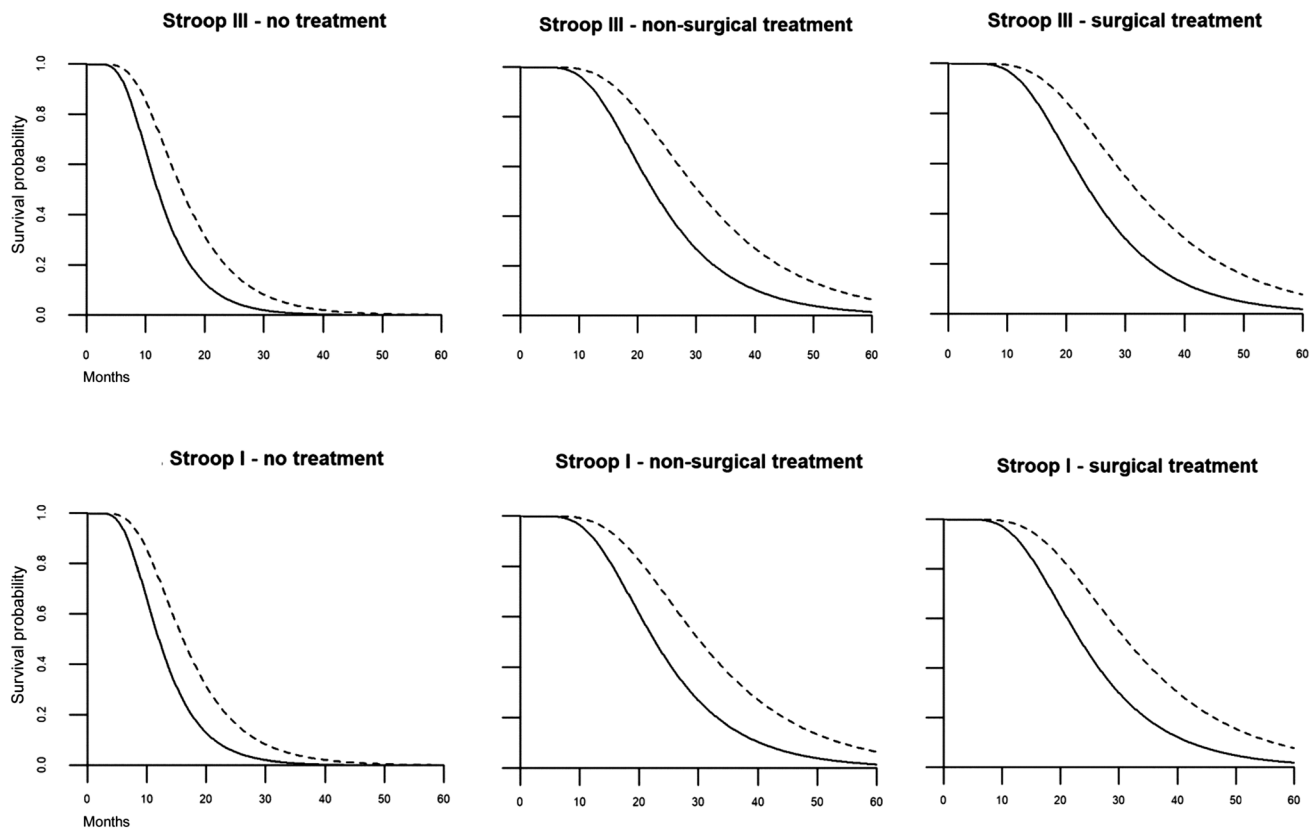 Stroop III - no treatment
Stroop III - non-surgical treatment
Stroop III - surgical treatment
Survival probability
1.0
0.8
0.6
0.4
0.2
0.0
0 10 20 30 40 50 60
0 10 20 30 40 50 60
0 10 20 30 40 50 60
Months
Stroop I - no treatment
Stroop I - non-surgical treatment
Stroop I - surgical treatment
Survival probability
1.0
0.8
0.6
0.4
0.2
0.0
0 10 20 30 40 50 60
0 10 20 30 40 50 60
0 10 20 30 40 50 60
Months